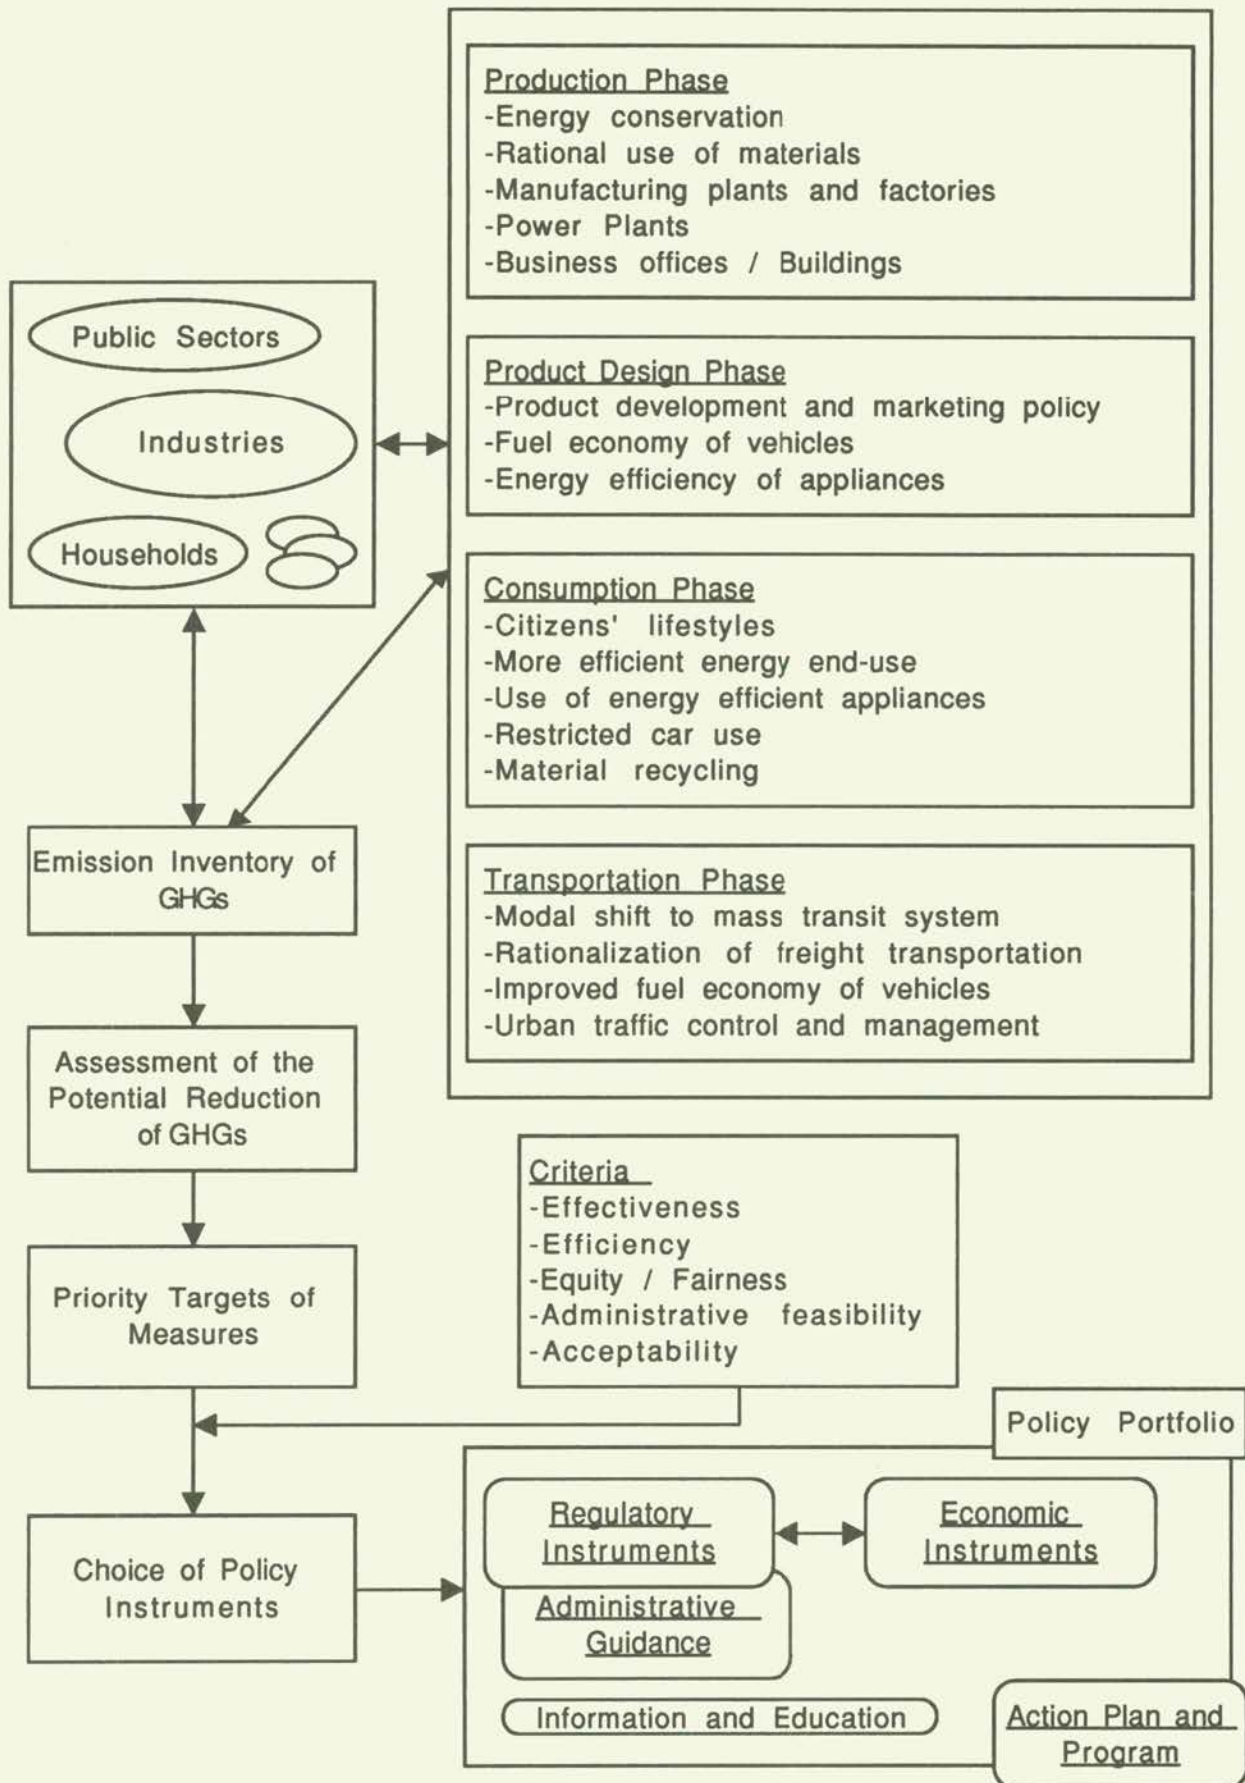 Production Phase
-Energy conservation
-Rational use of materials
-Manufacturing plants and factories
-Power Plants
-Business offices / Buildings
Public Sectors
Industries
Households
Product Design Phase
-Product development and marketing policy
-Fuel economy of vehicles
-Energy efficiency of appliances
Consumption Phase
-Citizens' lifestyles
-More efficient energy end-use
-Use of energy efficient appliances
-Restricted car use
-Material recycling
Transportation Phase
-Modal shift to mass transit system
-Rationalization of freight transportation
-Improved fuel economy of vehicles
-Urban traffic control and management
Emission Inventory of
GHGs
Assessment of the
Potential Reduction
of GHGs
Priority Targets of
Measures
Criteria
-Effectiveness
-Efficiency
-Equity / Fairness
-Administrative feasibility
-Acceptability
Choice of Policy
Instruments
Policy Portfolio
Regulatory
Instruments
Economic
Instruments
Administrative
Guidance
Information and Education
Action Plan and
Program